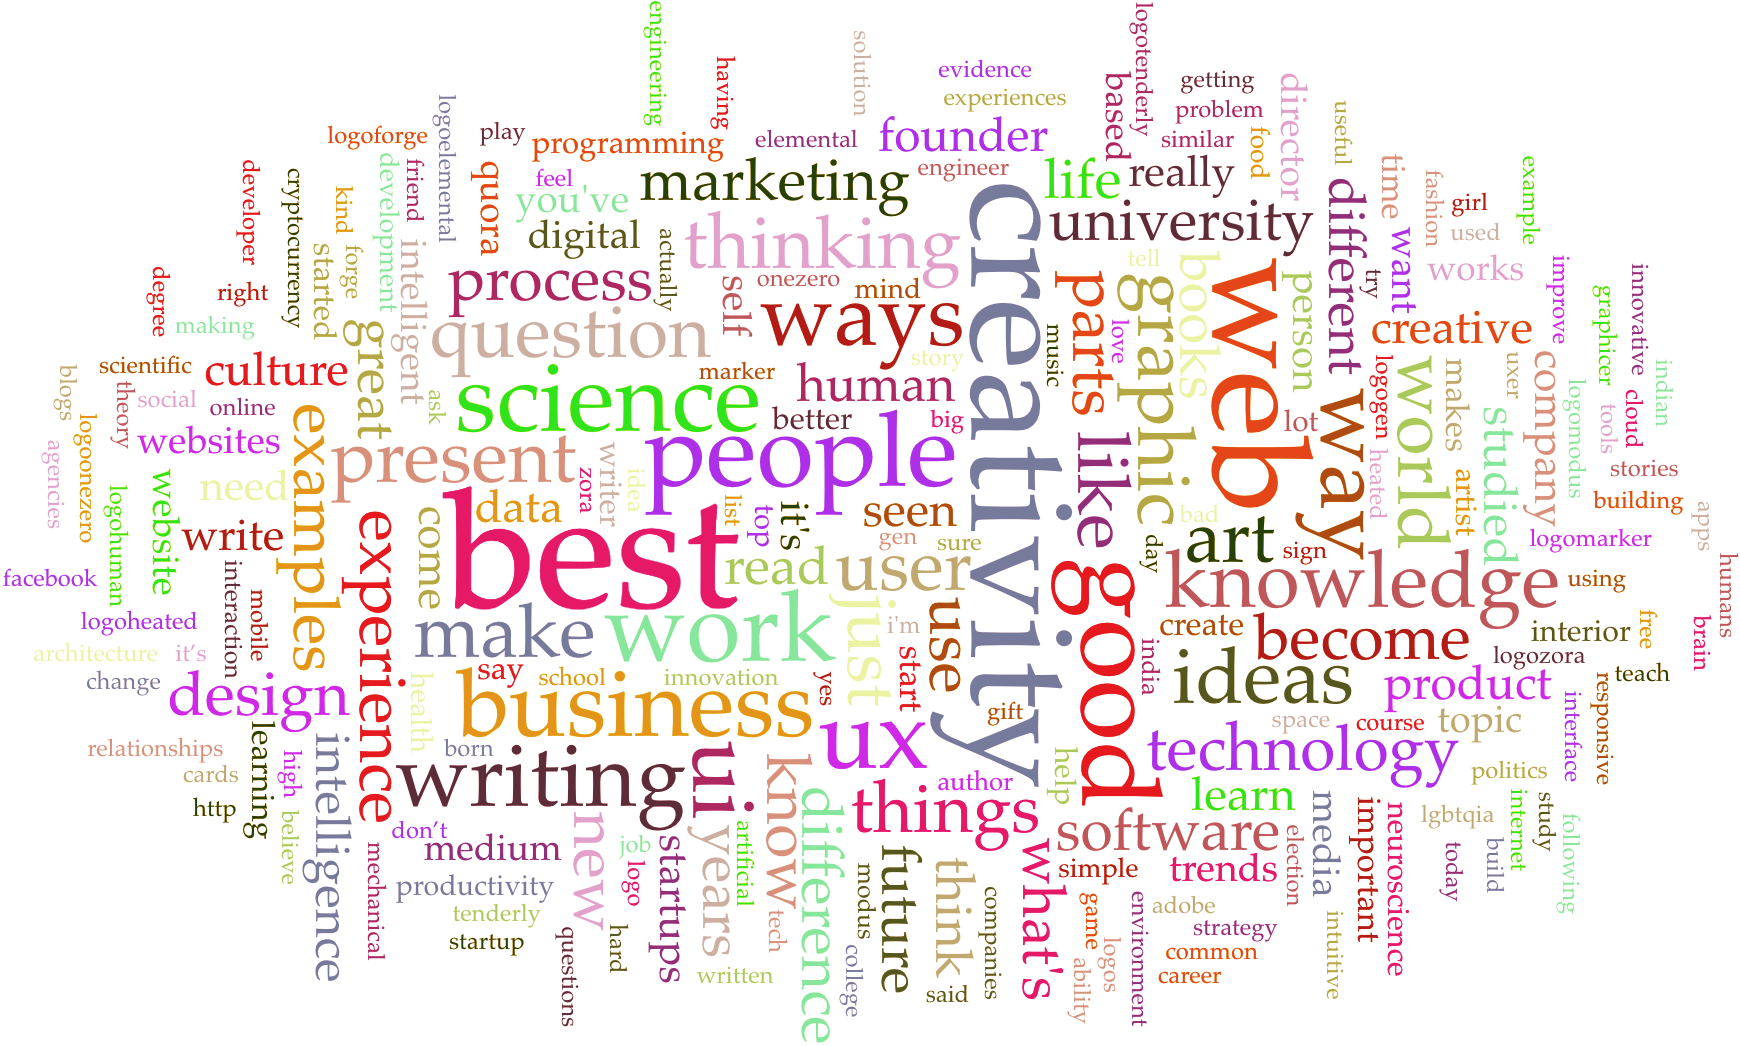 engineering
having
solution
evidence
experiences
logotenderly
based
getting
problem
similar
director
food
useful
logoforge
logoelemental
play
programming
elemental
founder
engineer
quora
feel
you've
marketing
life
really
university
different
time
fashion
girl
used
example
developer
cryptocurrency
kind
development
friend
digital
actually
thinking
creativity
tell
books
web
person
try
want
works
degree
right
making
started
forge
intelligent
process
self
onezero
mind
ways
parts
graphic
creative
improve
graphicer
innovative
scientific
culture
great
question
story
music
love
logogen
world
makes
uxer
company
logomodus
tools
cloud
indian
blogs
theory
social
online
ask
science
marker
human
better
big
lot
way
studied
stories
agencies
logoonezero
websites
examples
present
zora
writer
idea
people
like
heated
artist
building
apps
logohuman
website
need
write
come
data
best
list
top
it's
seen
gen
sure
bad
day
art
sign
logomarker
humans
facebook
interaction
mobile
experience
read
user
good
knowledge
using
logoheated
architecture
it’s
make
work
just
i'm
use
india
create
become
interior
free
brain
logozora
teach
change
design
health
say
school
innovation
business
yes
start
gift
ideas
product
interface
responsive
relationships
learning
high
intelligence
born
writing
ui
ux
space
course
topic
cards
http
believe
know
author
help
technology
politics
don’t
mechanical
medium
new
job
logo
startups
years
artificial
difference
things
software
learn
election
media
important
neuroscience
lgbtqia
internet
study
following
productivity
tenderly
startup
questions
hard
tech
written
modus
college
future
think
said
companies
what's
simple
trends
game
logos
ability
environment
adobe
strategy
common
career
intuitive
today
build